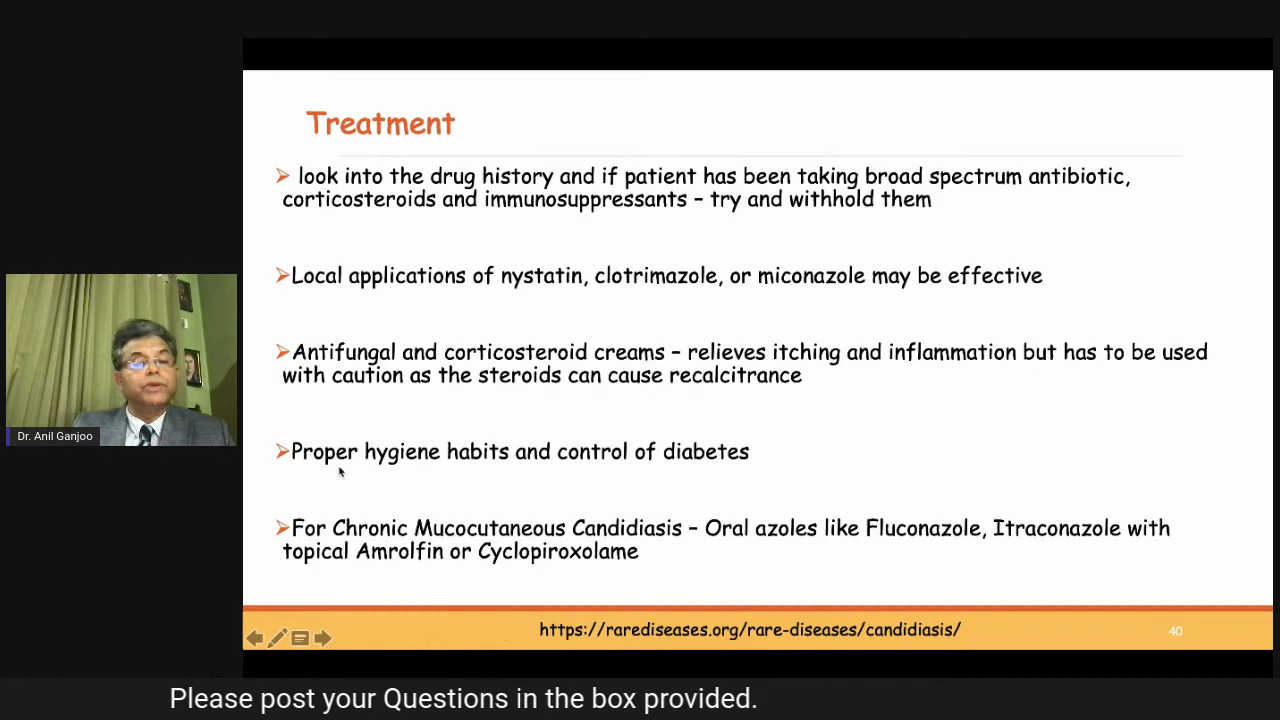 Treatment
➢ look into the drug history and if patient has been taking broad spectrum antibiotic,
corticosteroids and immunosuppressants – try and withhold them
➢Local applications of nystatin, clotrimazole, or miconazole may be effective
➢Antifungal and corticosteroid creams – relieves itching and inflammation but has to be used
with caution as the steroids can cause recalcitrance
➢Proper hygiene habits and control of diabetes
➢For Chronic Mucocutaneous Candidiasis – Oral azoles like Fluconazole, Itraconazole with
topical Amrolfin or Cyclopiroxolame
Dr. Anil Ganjoo
https://rarediseases.org/rare-diseases/candidiasis/
40
Please post your Questions in the box provided.